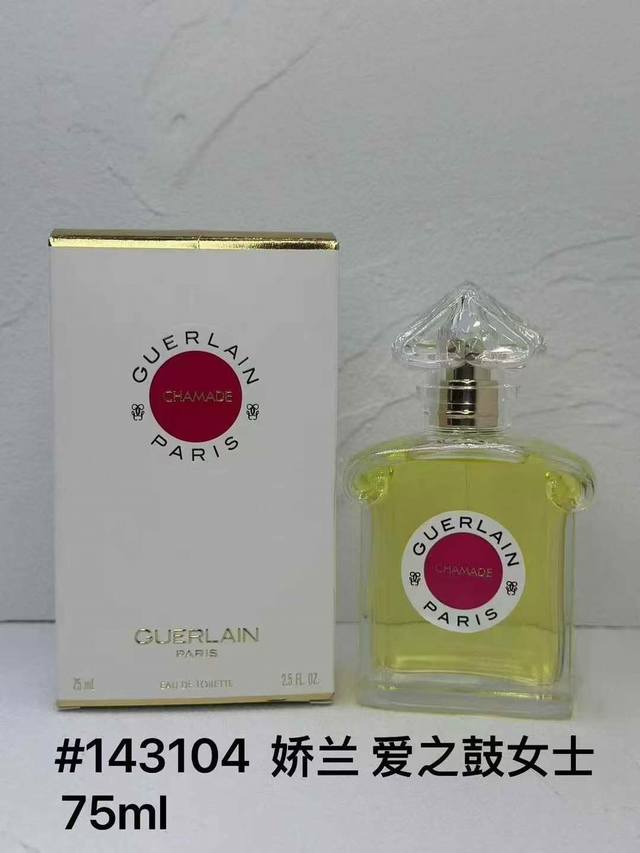 GUERLAIN
CHAMADE
PARIS
GUERLAIN
PARIS
75 ml
EAU DE TOILETTE
2.5 FL. OZ.
GUERLAIN
CHAMADE
PARIS
#143104 娇兰 爱之鼓女士
75ml